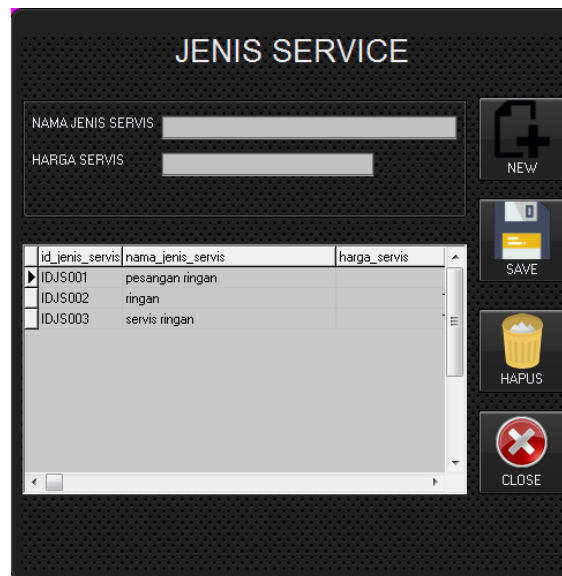 JENIS SERVICE
NAMA JENIS SERVIS
HARGA SERVIS
NEW
SAVE
HAPUS
CLOSE
id_jenis_servis nama_jenis_servis harga_servis
IDJS001 pesangan ringan
IDJS002 ringan
IDJS003 servis ringan